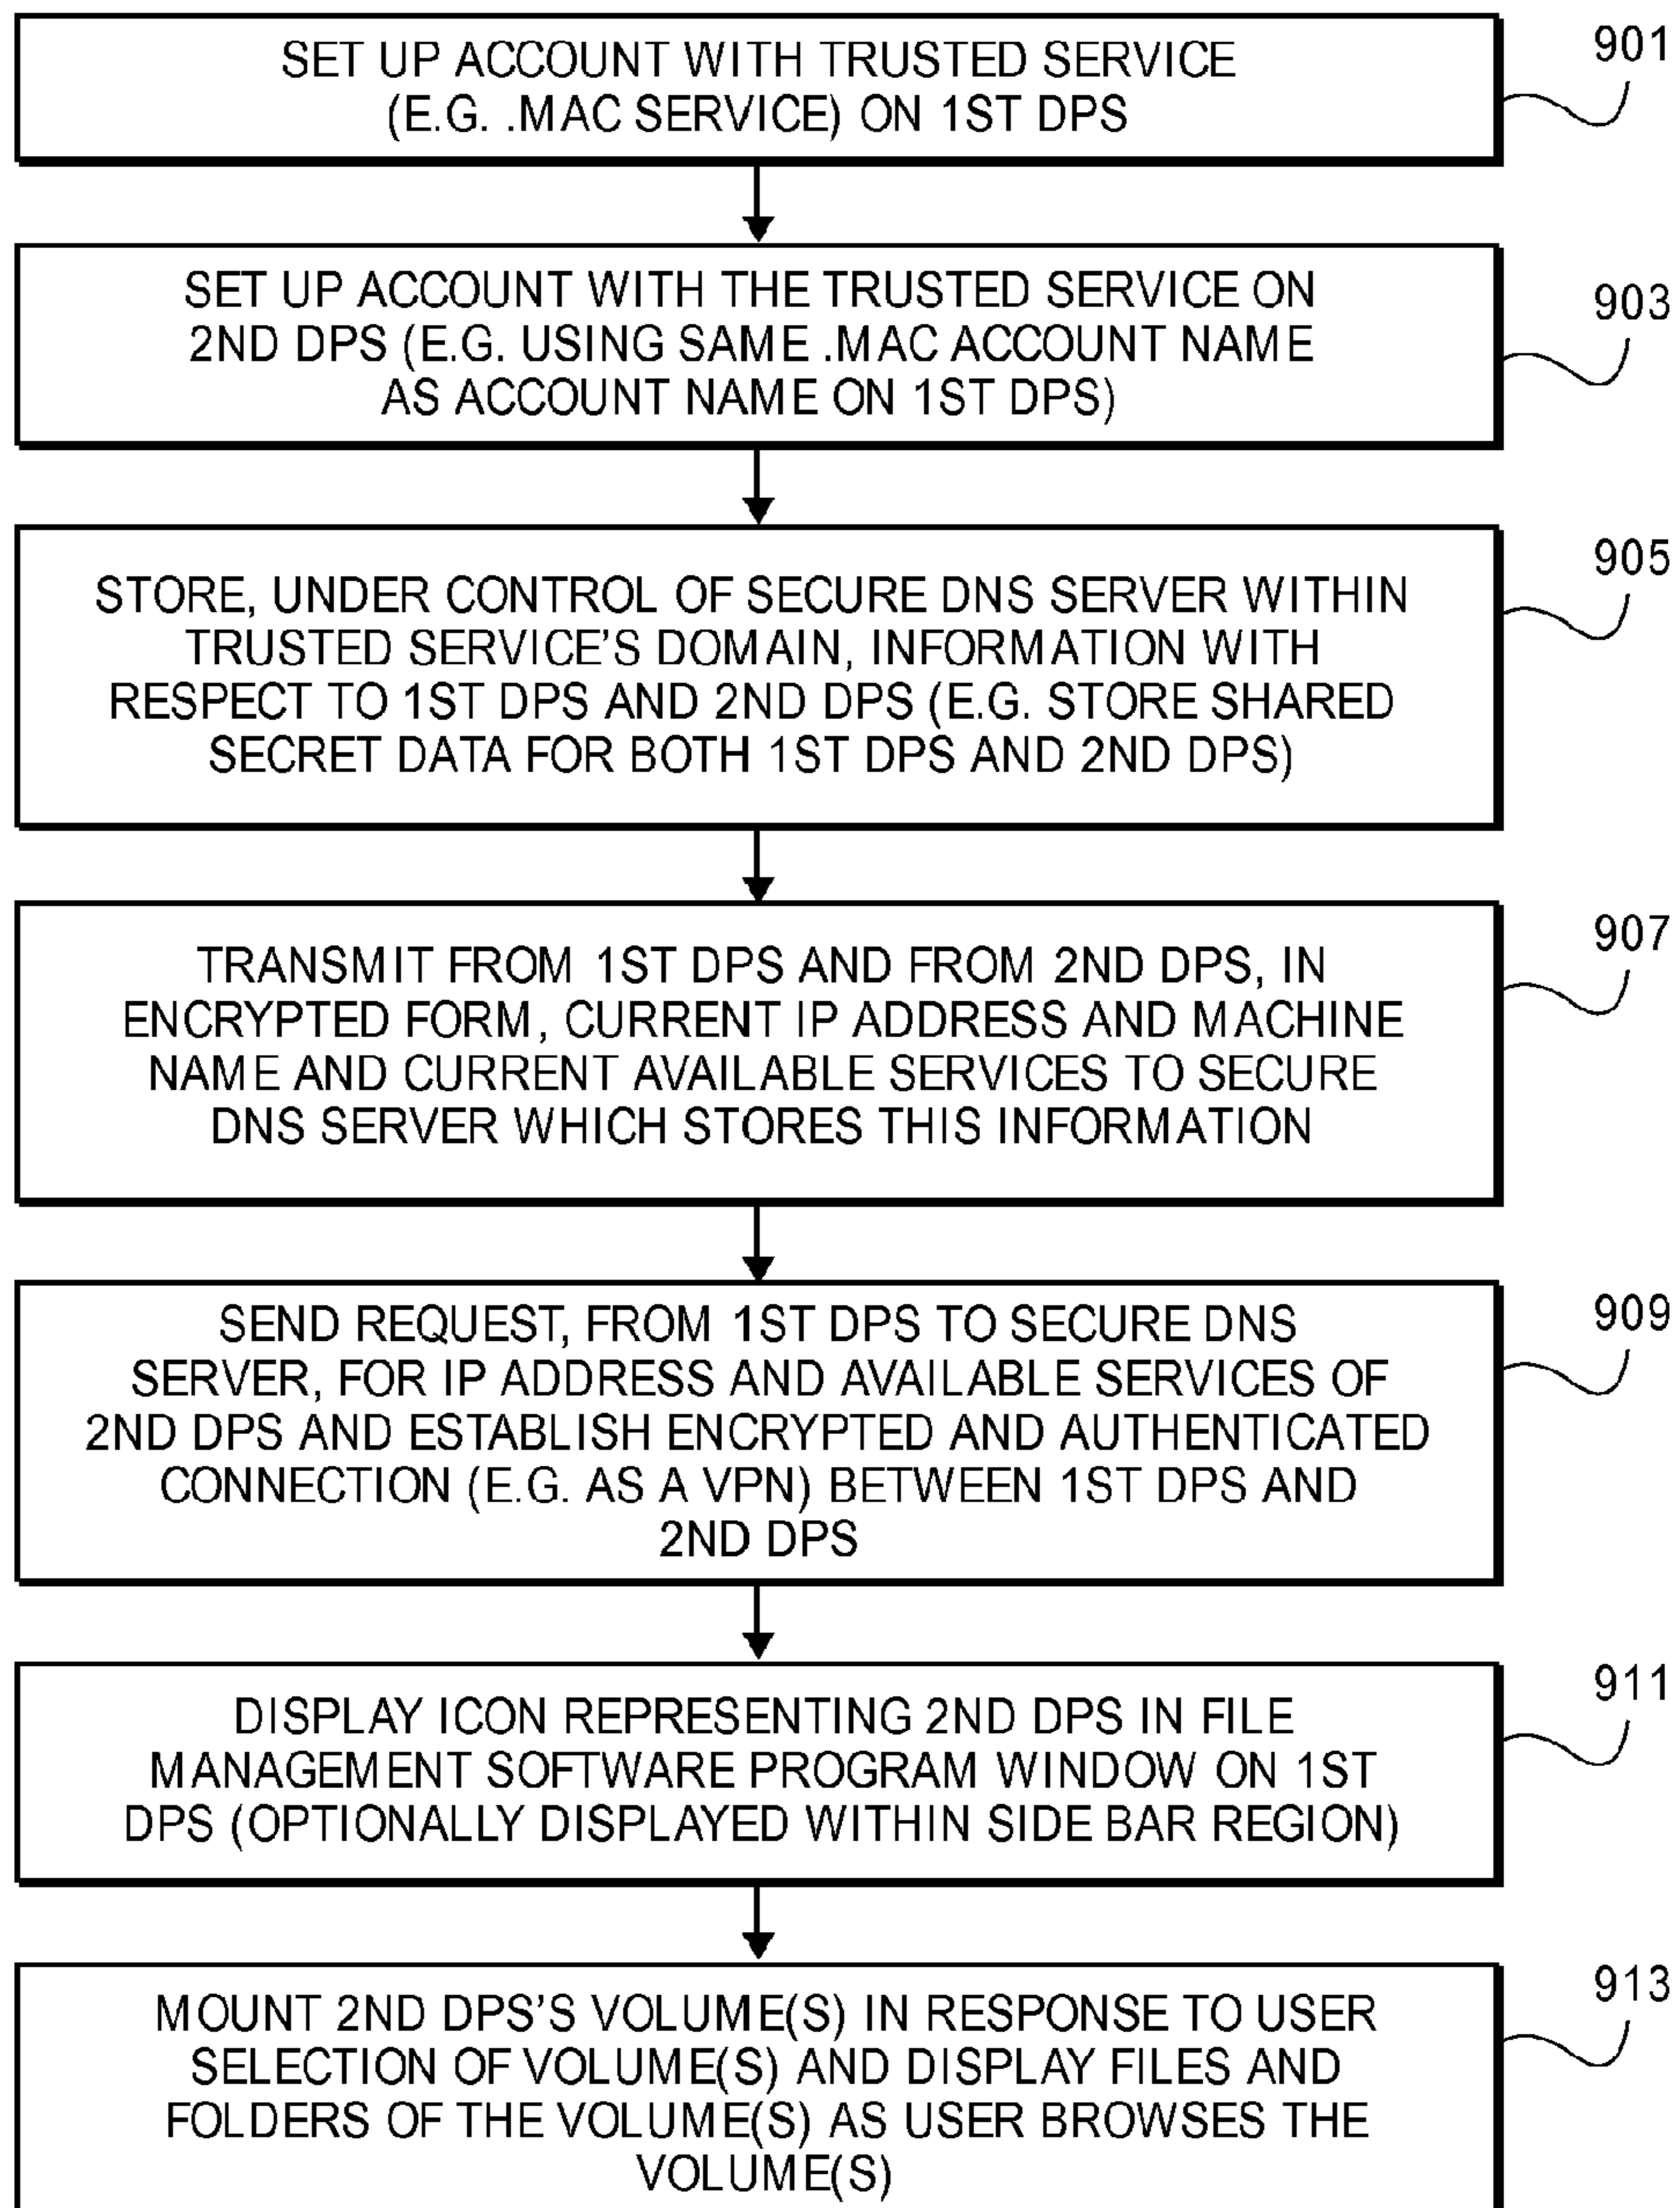 SET UP ACCOUNT WITH TRUSTED SERVICE
(E.G. .MAC SERVICE) ON 1ST DPS
901
SET UP ACCOUNT WITH THE TRUSTED SERVICE ON
2ND DPS (E.G. USING SAME .MAC ACCOUNT NAME
AS ACCOUNT NAME ON 1ST DPS)
903
STORE, UNDER CONTROL OF SECURE DNS SERVER WITHIN
TRUSTED SERVICE'S DOMAIN, INFORMATION WITH
RESPECT TO 1ST DPS AND 2ND DPS (E.G. STORE SHARED
SECRET DATA FOR BOTH 1ST DPS AND 2ND DPS)
905
TRANSMIT FROM 1ST DPS AND FROM 2ND DPS, IN
ENCRYPTED FORM, CURRENT IP ADDRESS AND MACHINE
NAME AND CURRENT AVAILABLE SERVICES TO SECURE
DNS SERVER WHICH STORES THIS INFORMATION
907
SEND REQUEST, FROM 1ST DPS TO SECURE DNS
SERVER, FOR IP ADDRESS AND AVAILABLE SERVICES OF
2ND DPS AND ESTABLISH ENCRYPTED AND AUTHENTICATED
CONNECTION (E.G. AS A VPN) BETWEEN 1ST DPS AND
2ND DPS
909
DISPLAY ICON REPRESENTING 2ND DPS IN FILE
MANAGEMENT SOFTWARE PROGRAM WINDOW ON 1ST
DPS (OPTIONALLY DISPLAYED WITHIN SIDE BAR REGION)
911
MOUNT 2ND DPS'S VOLUME(S) IN RESPONSE TO USER
SELECTION OF VOLUME(S) AND DISPLAY FILES AND
FOLDERS OF THE VOLUME(S) AS USER BROWSES THE
VOLUME(S)
913